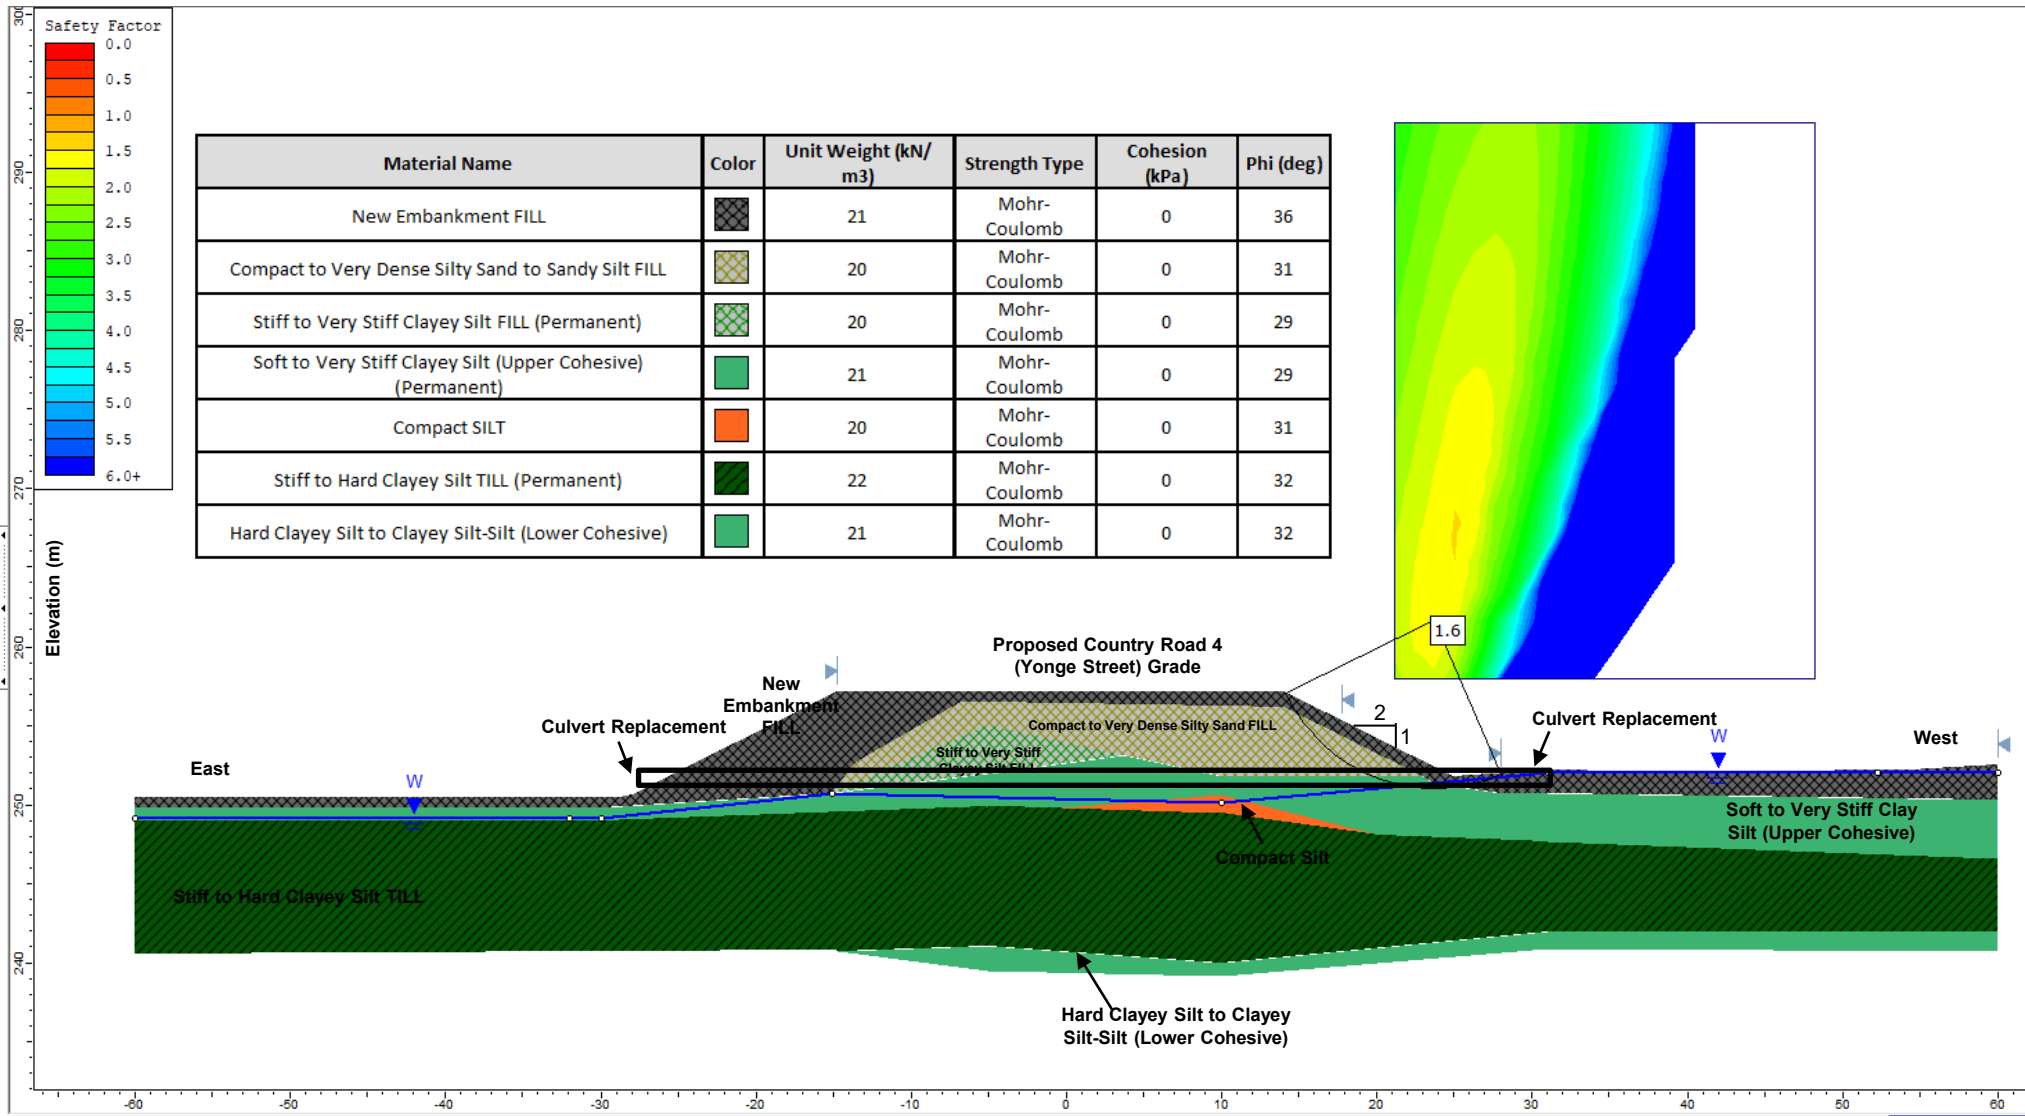 Safety Factor
0.0
0.5
1.0
1.5
2.0
2.5
3.0
3.5
4.0
4.5
5.0
5.5
6.0+
300
290
280
270
260
250
240
Elevation (m)
Material Name Color Unit Weight (kN/ m3) Strength Type Cohesion (kPa) Phi (deg)
New Embankment FILL 21 Mohr-Coulomb 0 36
Compact to Very Dense Silty Sand to Sandy Silt FILL 20 Mohr-Coulomb 0 31
Stiff to Very Stiff Clayey Silt FILL (Permanent) 20 Mohr-Coulomb 0 29
Soft to Very Stiff Clayey Silt (Upper Cohesive) (Permanent) 21 Mohr-Coulomb 0 29
Compact SILT 20 Mohr-Coulomb 0 31
Stiff to Hard Clayey Silt TILL (Permanent) 22 Mohr-Coulomb 0 32
Hard Clayey Silt to Clayey Silt-Silt (Lower Cohesive) 21 Mohr-Coulomb 0 32
1.6
Proposed Country Road 4
(Yonge Street) Grade
New
Embankment
FILL
Culvert Replacement
Compact to Very Dense Silty Sand FILL
2
1
Culvert Replacement
Stiff to Very Stiff
Clayey Silt FILL
East
W
W
West
Soft to Very Stiff Clay
Silt (Upper Cohesive)
Compact Silt
Stiff to Hard Clayey Silt TILL
Hard Clayey Silt to Clayey
Silt-Silt (Lower Cohesive)
-60 -50 -40 -30 -20 -10 0 10 20 30 40 50 60